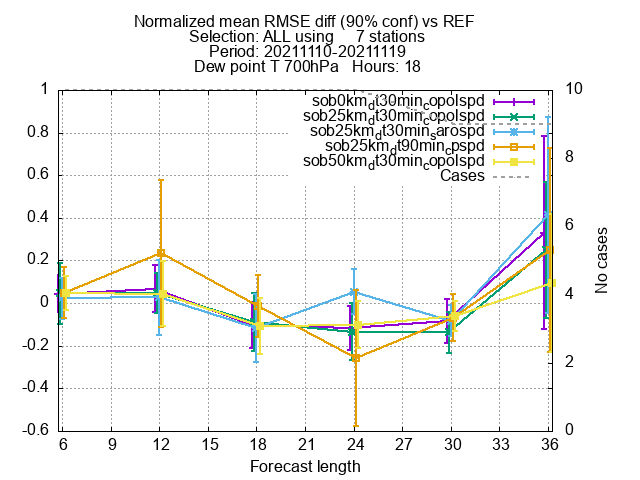 Normalized mean RMSE diff (90% conf) vs REF
Selection: ALL using 7 stations
Period: 20211110-20211119
Dew point T 700hPa Hours: 18
sob0km_dt30min_copolspd
sob25km_dt30min_copolspd
sob25km_dt30min_sarospd
sob25km_dt90min_cpspd
sob50km_dt30min_copolspd
Cases
1
0.8
0.6
0.4
0.2
0
-0.2
-0.4
-0.6
10
8
6
4
2
0
No cases
6 9 12 15 18 21 24 27 30 33 36
Forecast length